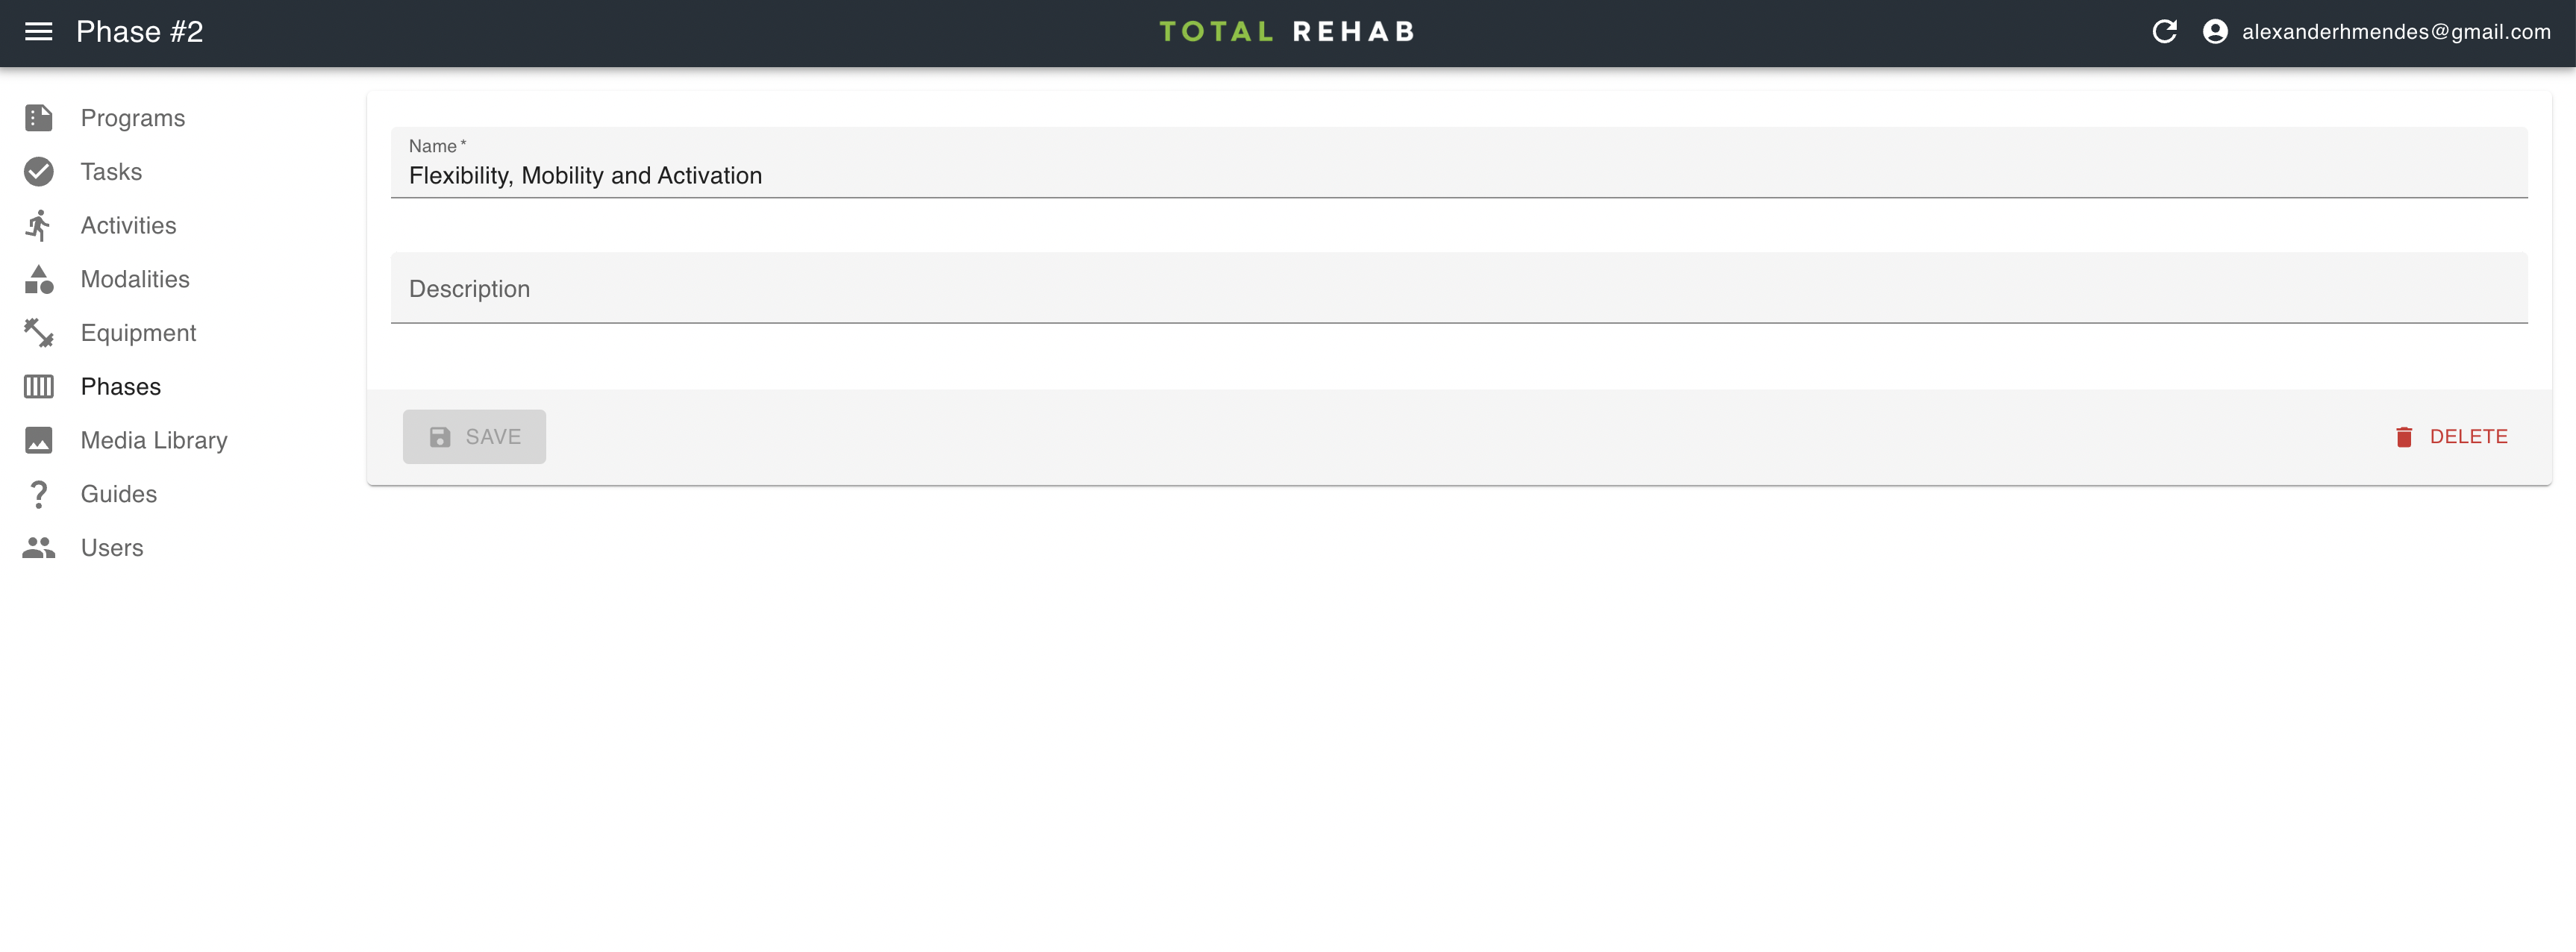 Phase #2
TOTAL REHAB
alexanderhmendes@gmail.com
Programs
Tasks
Activities
Modalities
Equipment
Phases
Media Library
Guides
Users
Name *
Flexibility, Mobility and Activation
Description
SAVE
DELETE